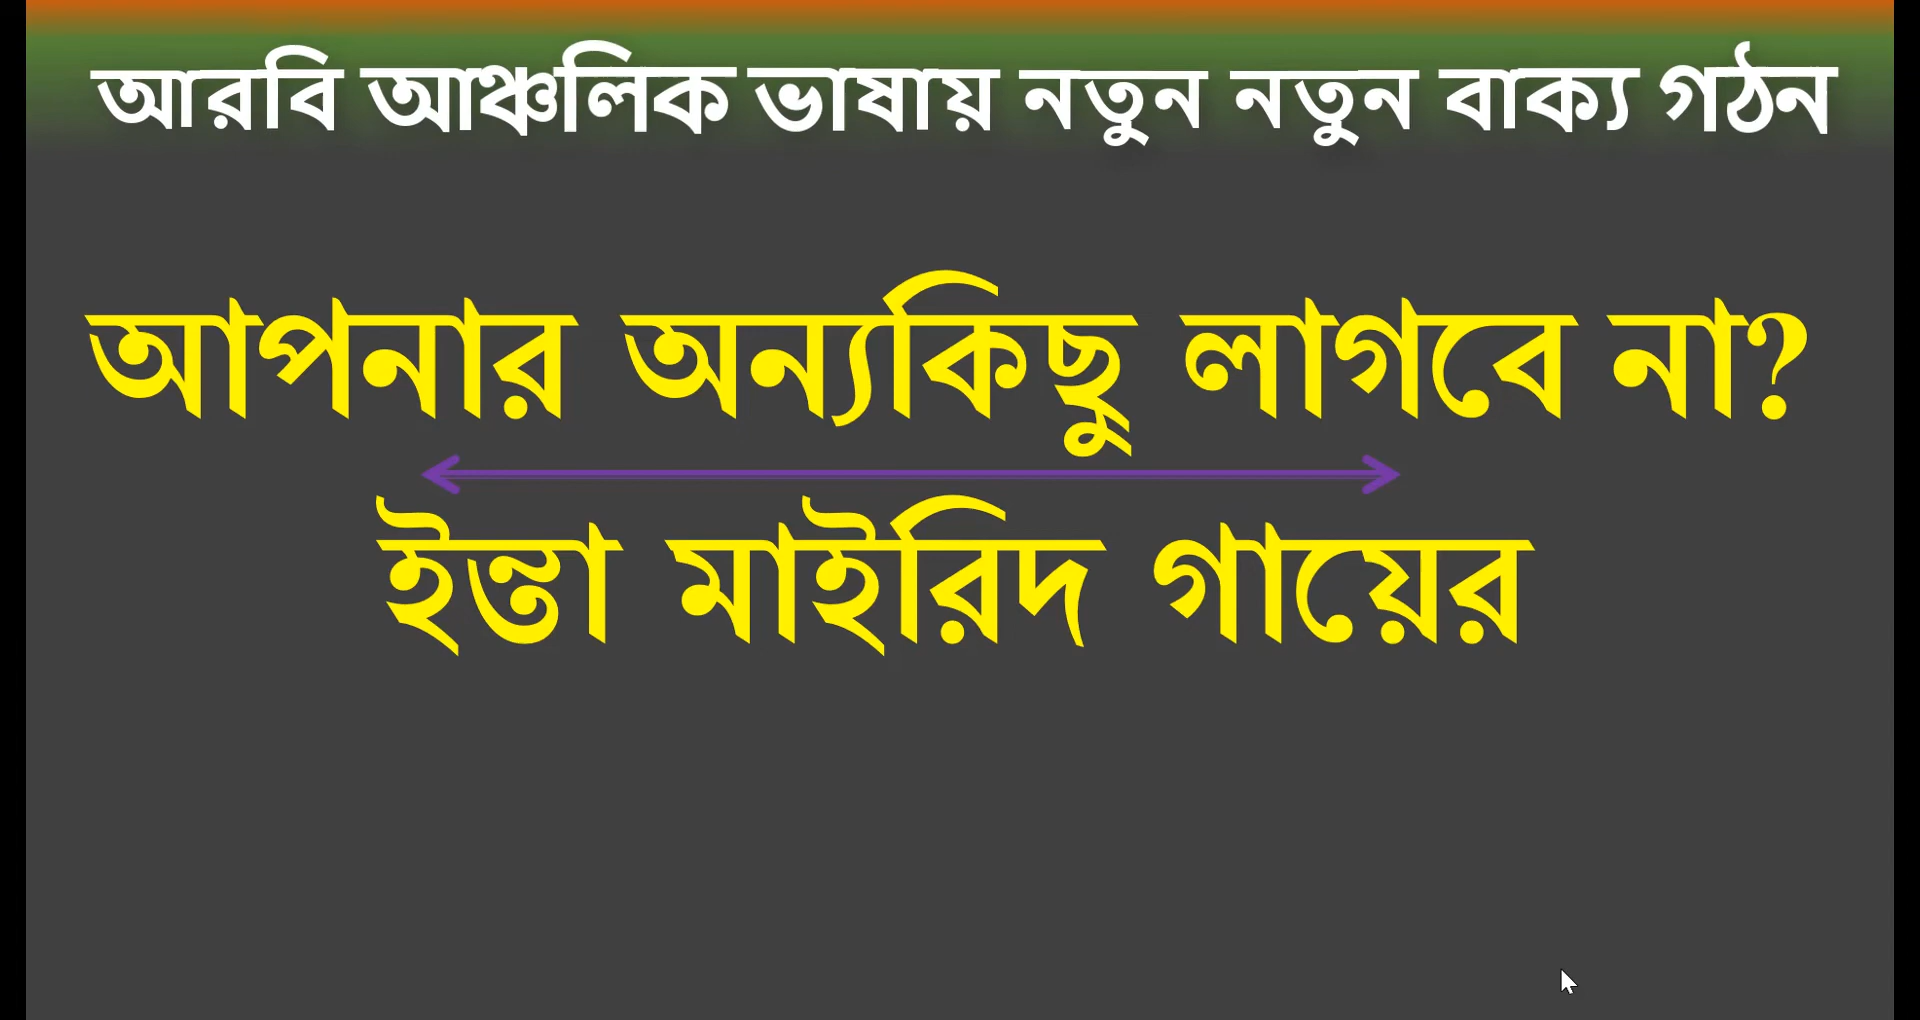 আরবি আঞ্চলিক ভাষায় নতুন নতুন বাক্য গঠন
আপনার অন্যকিছু লাগবে না?
ইন্তা মাইরিদ গায়ের